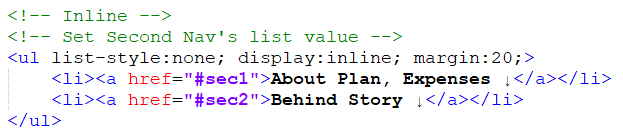 <!-- Inline -->
<!-- Set Second Nav's list value -->
<ul list-style:none; display:inline; margin:20;>
<li><a href="#sec1">About Plan, Expenses ↓</a></li>
<li><a href="#sec2">Behind Story ↓</a></li>
</ul>